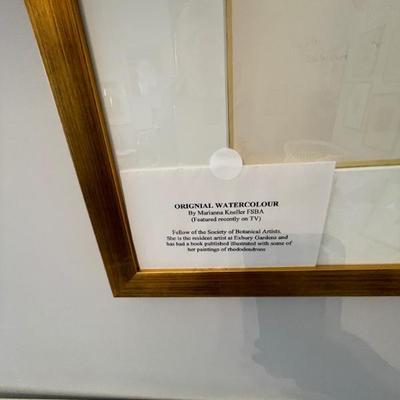 ORIGNIAL WATERCOLOUR
By Marianna Kneller FSBA
(Featured recently on TV)
Fellow of the Society of Botanical Artists.
She is the resident artist at Exbury Gardens and
has had a book published illustrated with some of
her paintings of rhododendrons